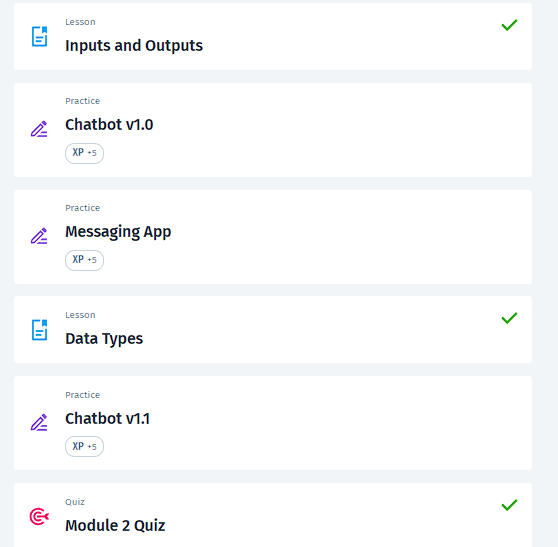 Lesson
Inputs and Outputs
Practice
Chatbot v1.0
XP +5
Practice
Messaging App
XP +5
Lesson
Data Types
Practice
Chatbot v1.1
XP +5
Quiz
Module 2 Quiz